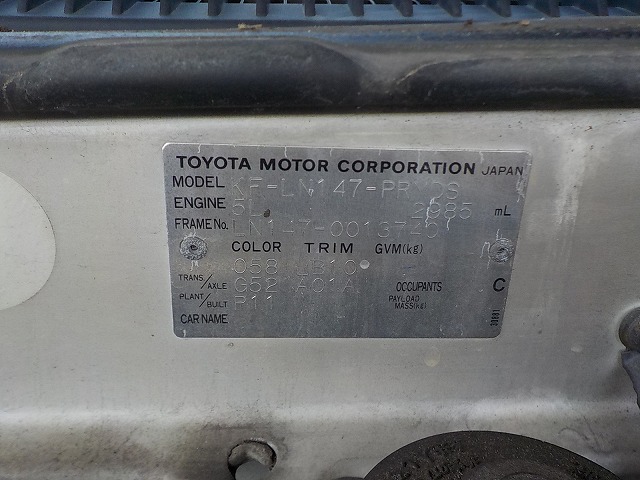 TOYOTA MOTOR CORPORATION JAPAN
MODEL KF-LN147-PRMDS
ENGINE 5L 2985 mL
FRAME No. LN147-0013740
COLOR TRIM GVM(kg)
058 LB10 -
TRANS./AXLE G52 A01A OCCUPANTS C
PLANT/BUILT P11 PAYLOAD MASS(kg)
CAR NAME